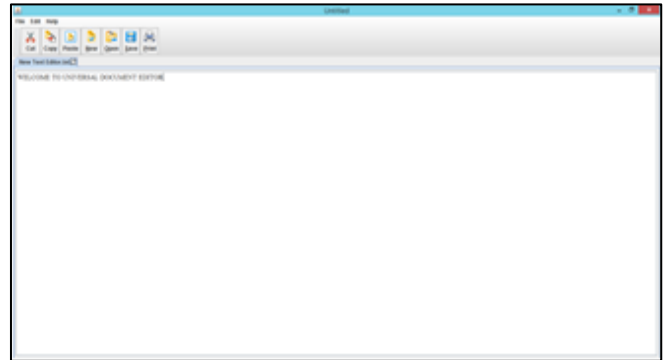 Untitled
File Edit Help
Cut Copy Paste New Open Save Print
New Text Editor.txt
WELCOME TO UNIVERSAL DOCUMENT EDITOR